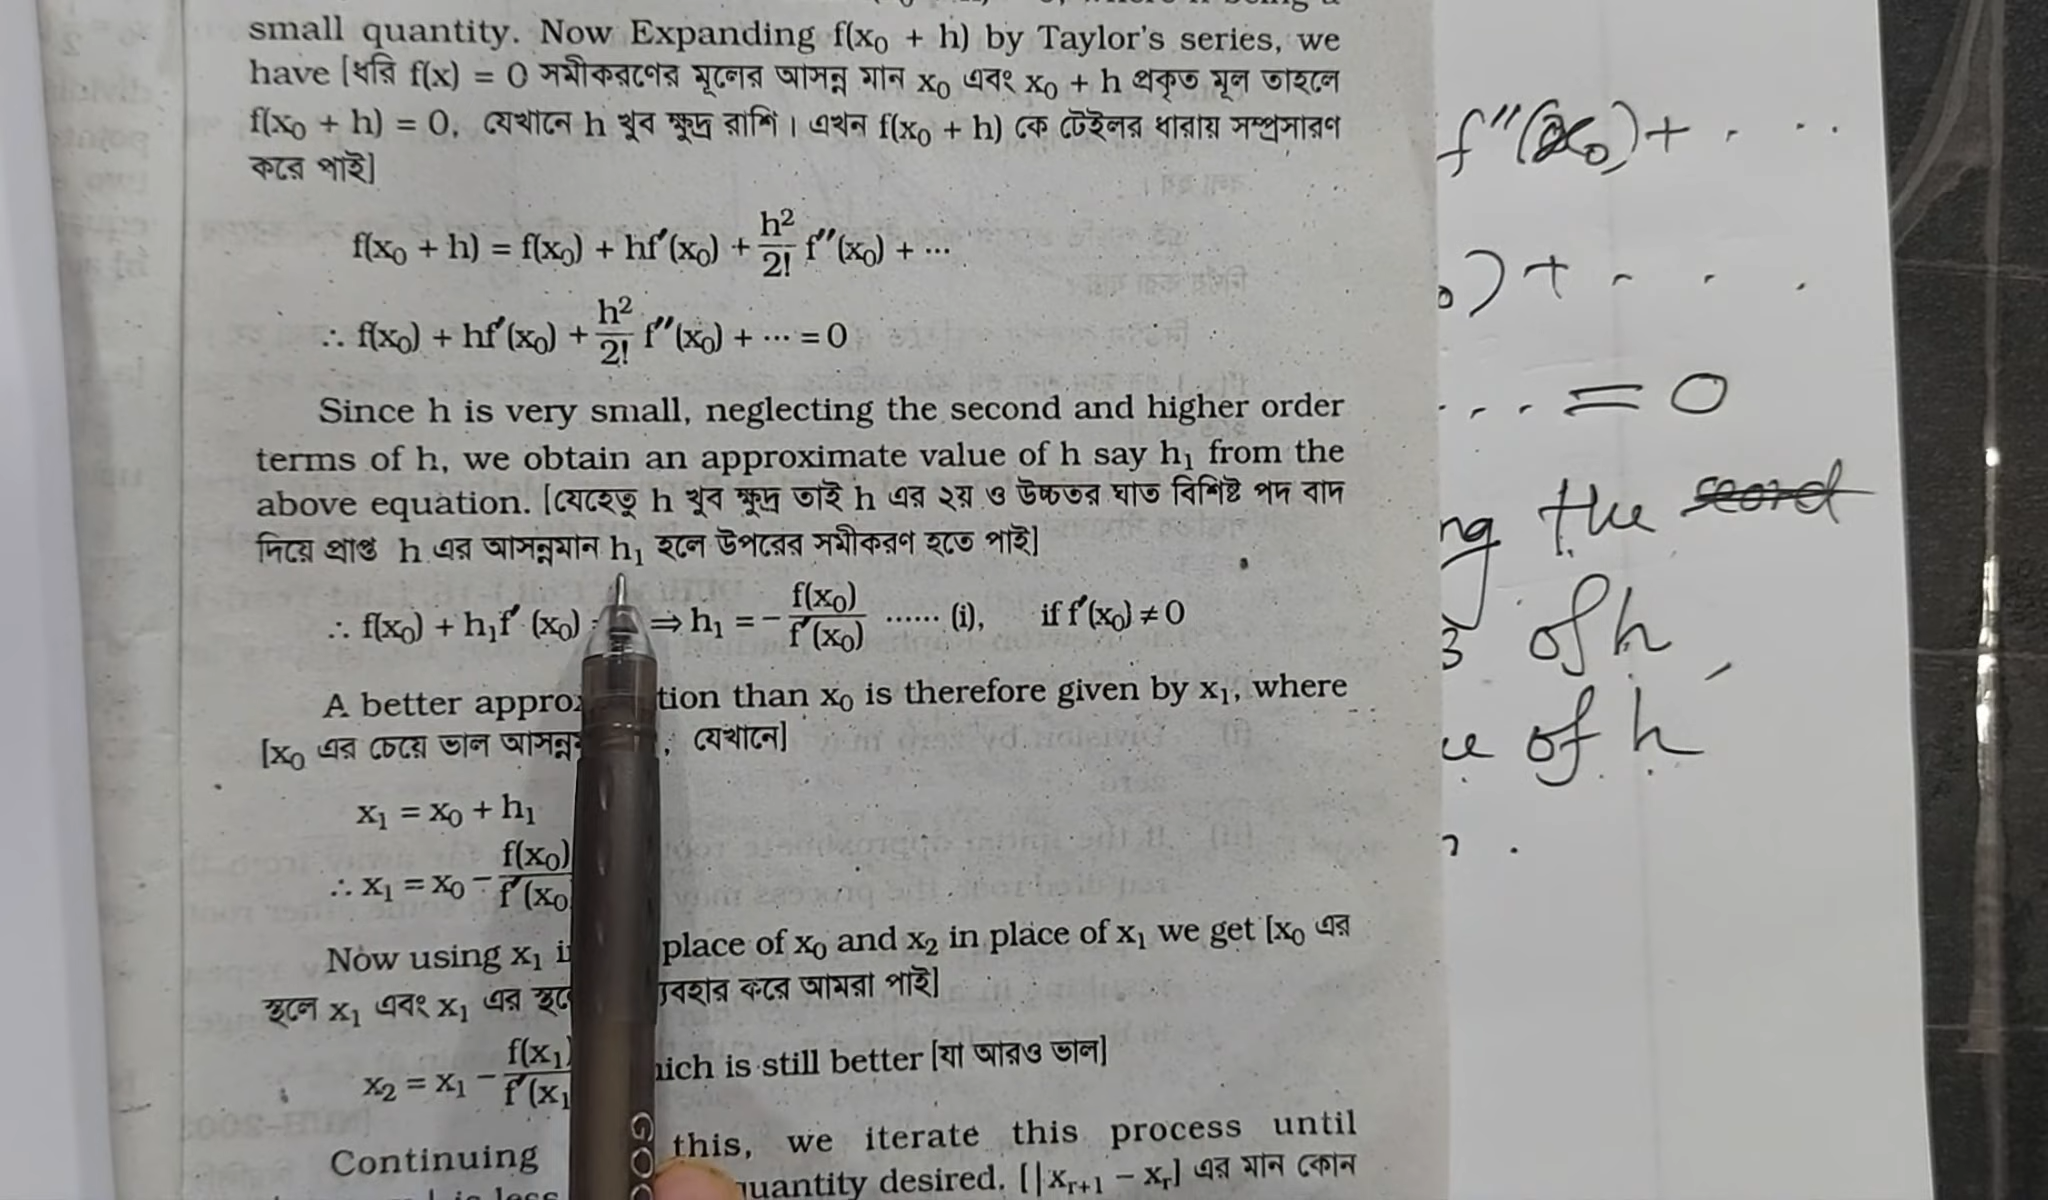 small quantity. Now Expanding f(x₀ + h) by Taylor's series, we
have [ধরি f(x) = 0 সমীকরণের মূলের আসন্ন মান x₀ এবং x₀ + h প্রকৃত মূল তাহলে
f(x₀ + h) = 0, যেখানে h খুব ক্ষুদ্র রাশি। এখন f(x₀ + h) কে টেইলর ধারায় সম্প্রসারণ
করে পাই]
f(x₀ + h) = f(x₀) + hf′(x₀) + h²/2! f″(x₀) + ···
∴ f(x₀) + hf′(x₀) + h²/2! f″(x₀) + ··· = 0
Since h is very small, neglecting the second and higher order
terms of h, we obtain an approximate value of h say h₁ from the
above equation. [যেহেতু h খুব ক্ষুদ্র তাই h এর ২য় ও উচ্চতর ঘাত বিশিষ্ট পদ বাদ
দিয়ে প্রাপ্ত h এর আসন্নমান h₁ হলে উপরের সমীকরণ হতে পাই]
∴ f(x₀) + h₁f′ (x₀) ⇒ h₁ = − f(x₀)/f′(x₀) ...... (i), if f′(x₀) ≠ 0
A better tion than x₀ is therefore given by x₁, where
[x₀ এর চেয়ে ভাল যেখানে]
x₁ = x₀ + h₁
∴ x₁ = x₀ − f(x₀)/f′(x₀
Now using x₁ place of x₀ and x₂ in place of x₁ we get [x₀ এর
স্থলে x₁ এবং x₁ এর করে আমরা পাই]
x₂ = x₁ − f(x₁)/f′(x₁ is still better [যা আরও ভাল]
Continuing this, we iterate this process until
desired. [|xᵣ₊₁ − xᵣ] এর মান কোন
f″(x₀) + . . .
₀) + . . .
... = 0
ng the
of h,
of h